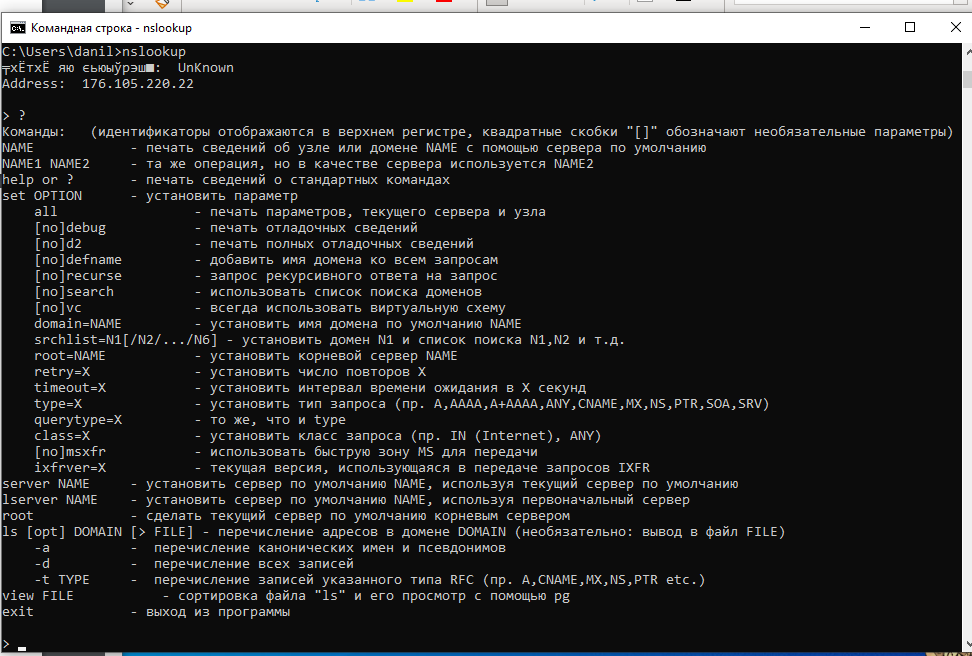 Командная строка - nslookup
C:\Users\danil>nslookup
╤хЁтхЁ яю єьюыўрэш■:  UnKnown
Address:  176.105.220.22
> ?
Команды:   (идентификаторы отображаются в верхнем регистре, квадратные скобки "[]" обозначают необязательные параметры)
NAME            - печать сведений об узле или домене NAME с помощью сервера по умолчанию
NAME1 NAME2     - та же операция, но в качестве сервера используется NAME2
help or ?       - печать сведений о стандартных командах
set OPTION      - установить параметр
    all                 - печать параметров, текущего сервера и узла
    [no]debug           - печать отладочных сведений
    [no]d2              - печать полных отладочных сведений
    [no]defname         - добавить имя домена ко всем запросам
    [no]recurse         - запрос рекурсивного ответа на запрос
    [no]search          - использовать список поиска доменов
    [no]vc              - всегда использовать виртуальную схему
    domain=NAME         - установить имя домена по умолчанию NAME
    srchlist=N1[/N2/.../N6] - установить домен N1 и список поиска N1,N2 и т.д.
    root=NAME           - установить корневой сервер NAME
    retry=X             - установить число повторов X
    timeout=X           - установить интервал времени ожидания в X секунд
    type=X              - установить тип запроса (пр. A,AAAA,A+AAAA,ANY,CNAME,MX,NS,PTR,SOA,SRV)
    querytype=X         - то же, что и type
    class=X             - установить класс запроса (пр. IN (Internet), ANY)
    [no]msxfr           - использовать быструю зону MS для передачи
    ixfrver=X           - текущая версия, использующаяся в передаче запросов IXFR
server NAME     - установить сервер по умолчанию NAME, используя текущий сервер по умолчанию
lserver NAME    - установить сервер по умолчанию NAME, используя первоначальный сервер
root            - сделать текущий сервер по умолчанию корневым сервером
ls [opt] DOMAIN [> FILE] - перечисление адресов в домене DOMAIN (необязательно: вывод в файл FILE)
    -a          -  перечисление канонических имен и псевдонимов
    -d          -  перечисление всех записей
    -t TYPE     -  перечисление записей указанного типа RFC (пр. A,CNAME,MX,NS,PTR etc.)
view FILE           - сортировка файла "ls" и его просмотр с помощью pg
exit            - выход из программы
> _